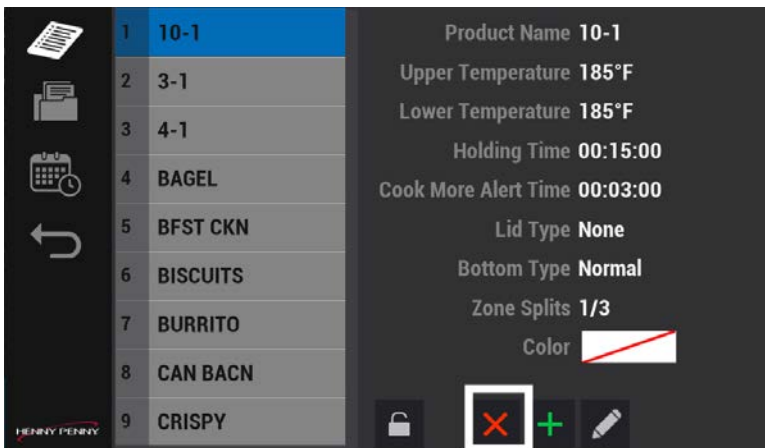 1 10-1
2 3-1
3 4-1
4 BAGEL
5 BFST CKN
6 BISCUITS
7 BURRITO
8 CAN BACN
9 CRISPY
HENNY PENNY
Product Name 10-1
Upper Temperature 185°F
Lower Temperature 185°F
Holding Time 00:15:00
Cook More Alert Time 00:03:00
Lid Type None
Bottom Type Normal
Zone Splits 1/3
Color